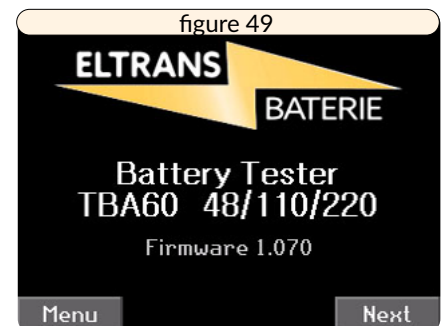 figure 49
ELTRANS
BATERIE
Battery Tester
TBA60 48/110/220
Firmware 1.070
Menu
Next